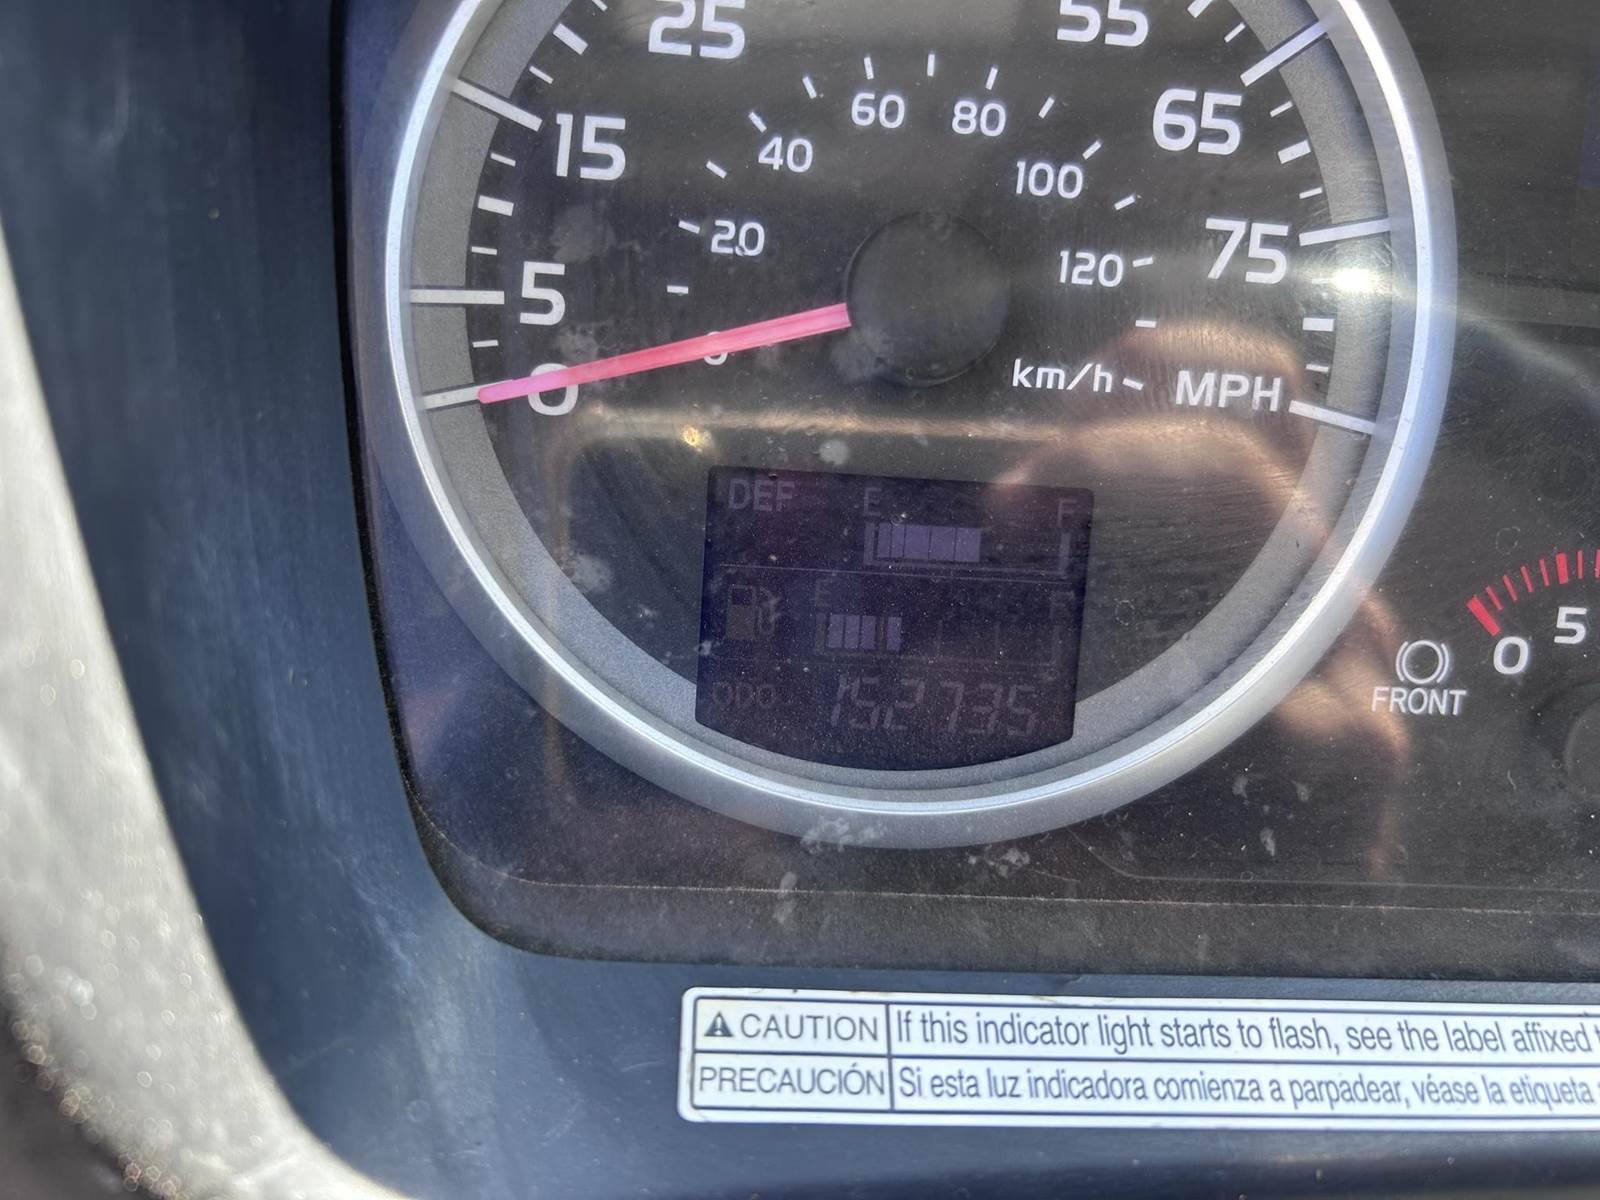 25
55
15
60
80
65
40
100
20
75
5
120
0
0
km/h
MPH
DEF E F
E F
ODO 152735
0 5
FRONT
CAUTION If this indicator light starts to flash, see the label affixed
PRECAUCIÓN Si esta luz indicadora comienza a parpadear, véase la etiqueta